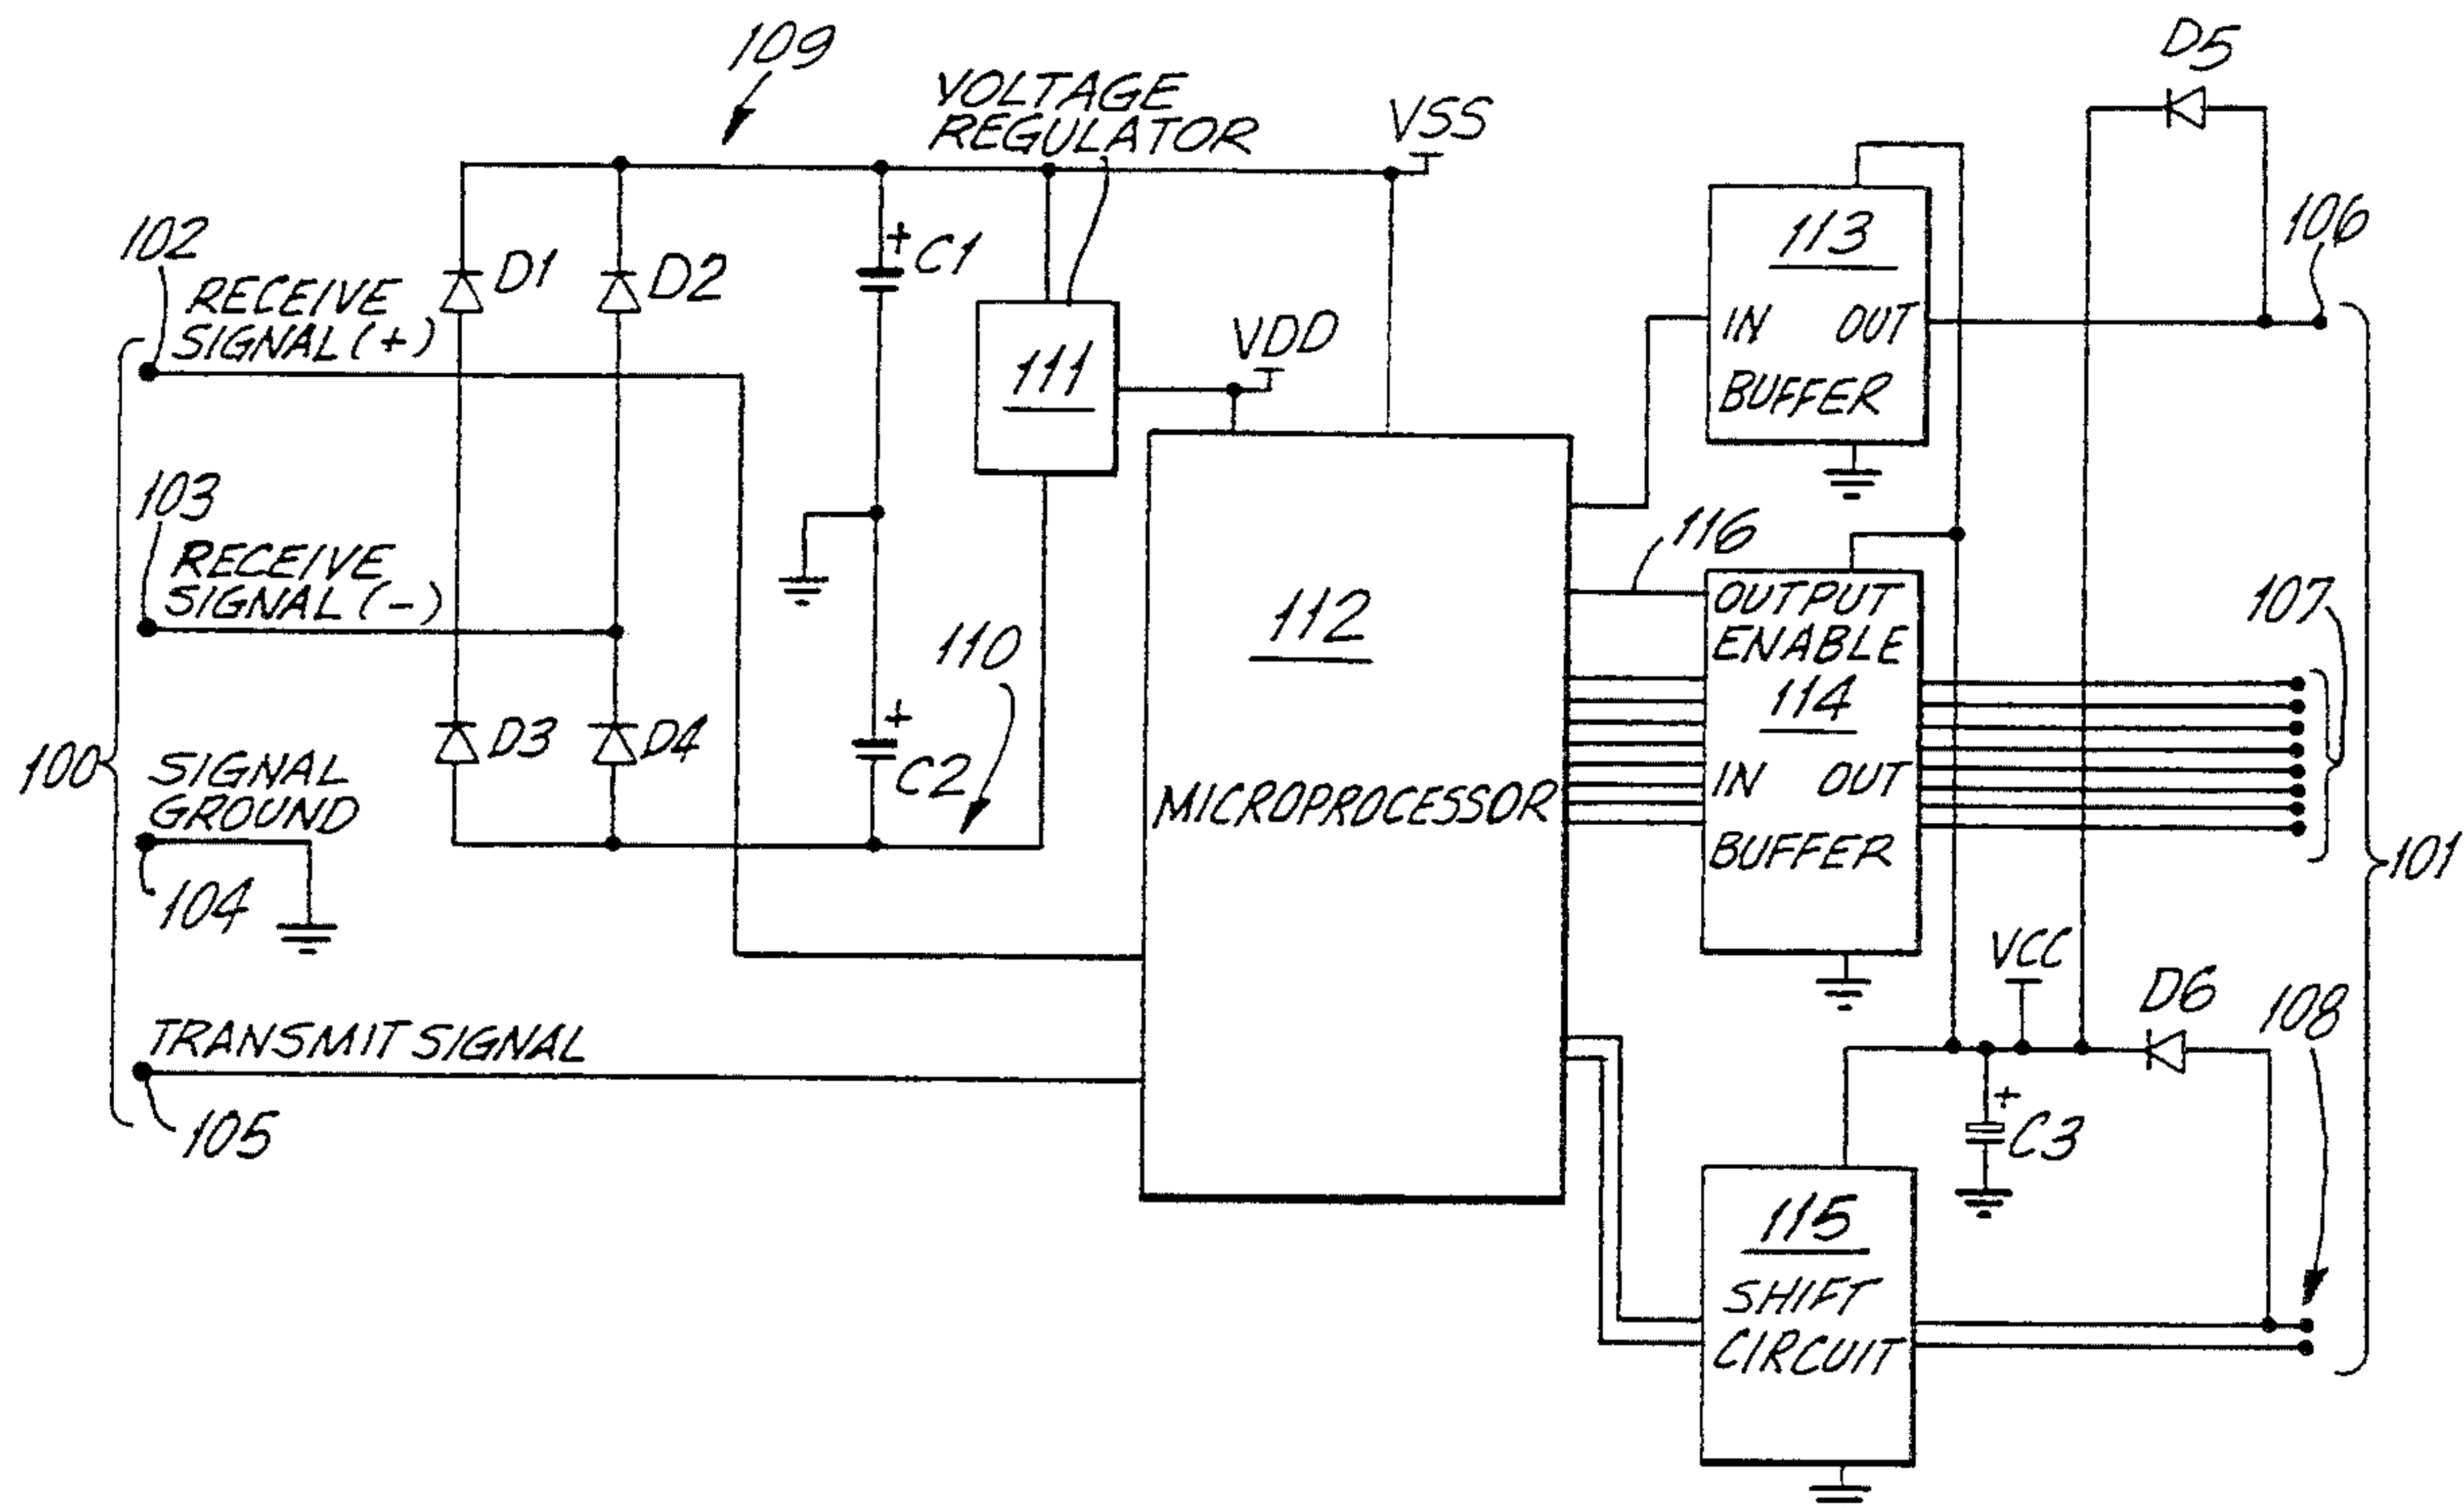 109
VOLTAGE
REGULATOR
VSS
D5
102
RECEIVE
SIGNAL (+)
D1
D2
+
C1
111
VDD
113
IN OUT
BUFFER
106
103
RECEIVE
SIGNAL (-)
110
112
MICROPROCESSOR
116
OUTPUT
ENABLE
114
IN OUT
BUFFER
107
100
SIGNAL
GROUND
D3
D4
+
C2
104
101
VCC
D6
108
TRANSMIT SIGNAL
105
+
C3
115
SHIFT
CIRCUIT